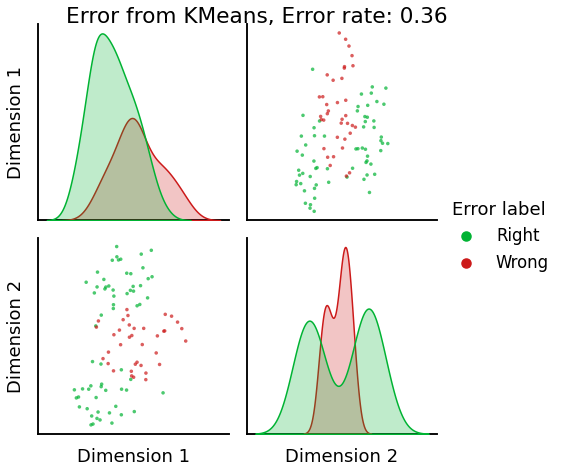 Error from KMeans, Error rate: 0.36
Dimension 1
Error label
Right
Wrong
Dimension 2
Dimension 1
Dimension 2